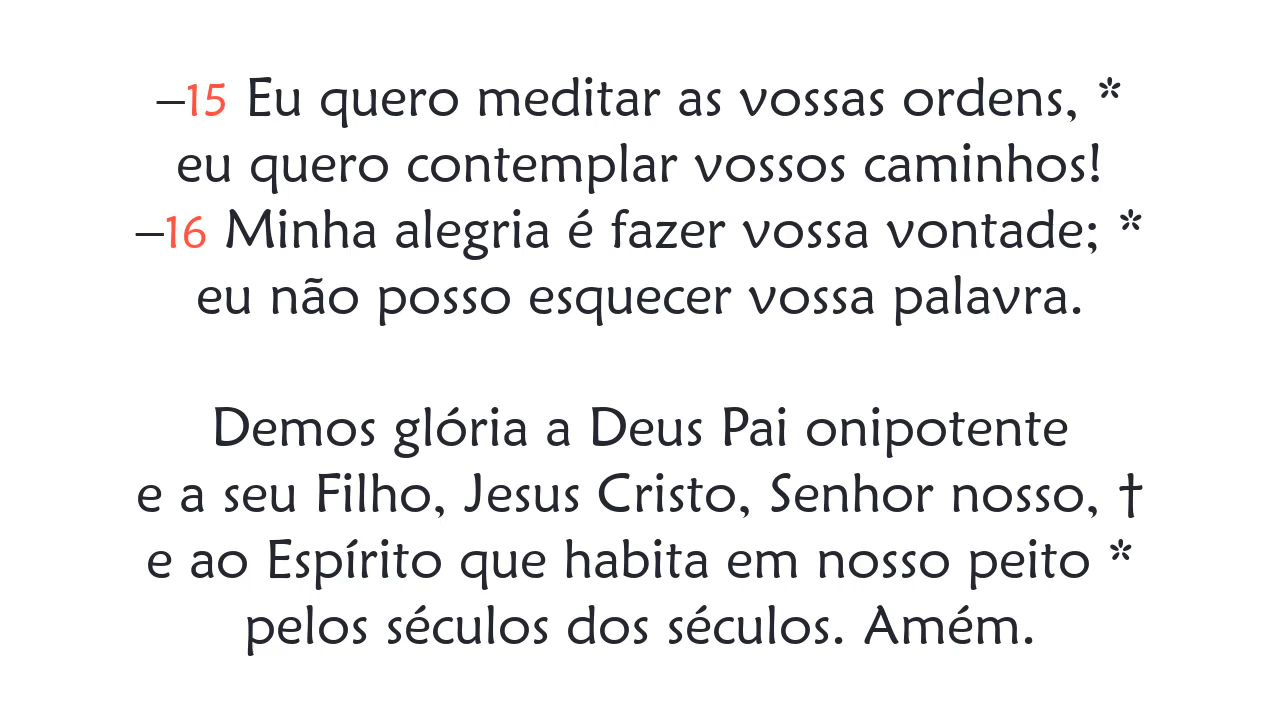 –15 Eu quero meditar as vossas ordens, *
eu quero contemplar vossos caminhos!
–16 Minha alegria é fazer vossa vontade; *
eu não posso esquecer vossa palavra.
Demos glória a Deus Pai onipotente
e a seu Filho, Jesus Cristo, Senhor nosso, †
e ao Espírito que habita em nosso peito *
pelos séculos dos séculos. Amém.